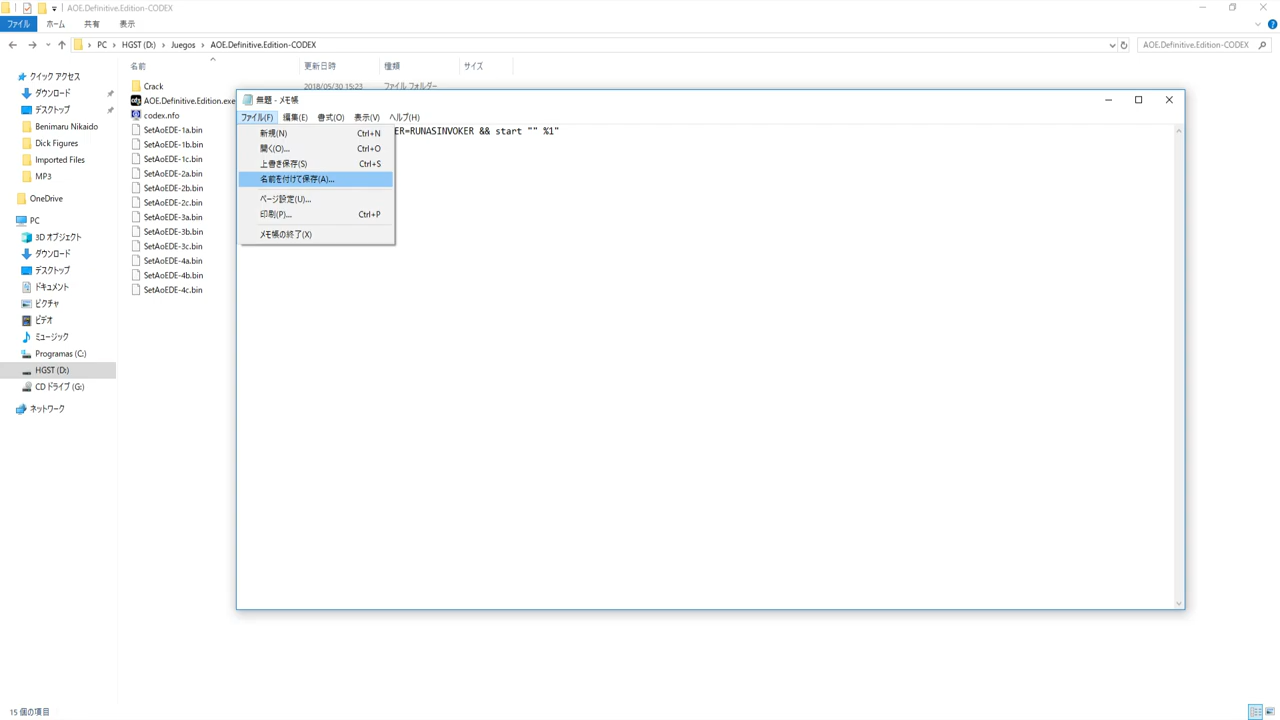 AOE.Definitive.Edition-CODEX
ファイル ホーム 共有 表示
PC › HGST (D:) › Juegos › AOE.Definitive.Edition-CODEX
AOE.Definitive.Edition-CODEX
名前 更新日時 種類 サイズ
クイック アクセス
ダウンロード
デスクトップ
Benimaru Nikaido
Dick Figures
Imported Files
MP3
OneDrive
PC
3D オブジェクト
ダウンロード
デスクトップ
ドキュメント
ピクチャ
ビデオ
ミュージック
Programas (C:)
HGST (D:)
CD ドライブ (G:)
ネットワーク
Crack 2018/05/30 15:23 ファイル フォルダー
AOE.Definitive.Edition.exe
codex.nfo
SetAoEDE-1a.bin
SetAoEDE-1b.bin
SetAoEDE-1c.bin
SetAoEDE-2a.bin
SetAoEDE-2b.bin
SetAoEDE-2c.bin
SetAoEDE-3a.bin
SetAoEDE-3b.bin
SetAoEDE-3c.bin
SetAoEDE-4a.bin
SetAoEDE-4b.bin
SetAoEDE-4c.bin
無題 - メモ帳
ファイル(F) 編集(E) 書式(O) 表示(V) ヘルプ(H)
ER=RUNASINVOKER && start "" %1"
新規(N) Ctrl+N
開く(O)... Ctrl+O
上書き保存(S) Ctrl+S
名前を付けて保存(A)...
ページ設定(U)...
印刷(P)... Ctrl+P
メモ帳の終了(X)
15 個の項目